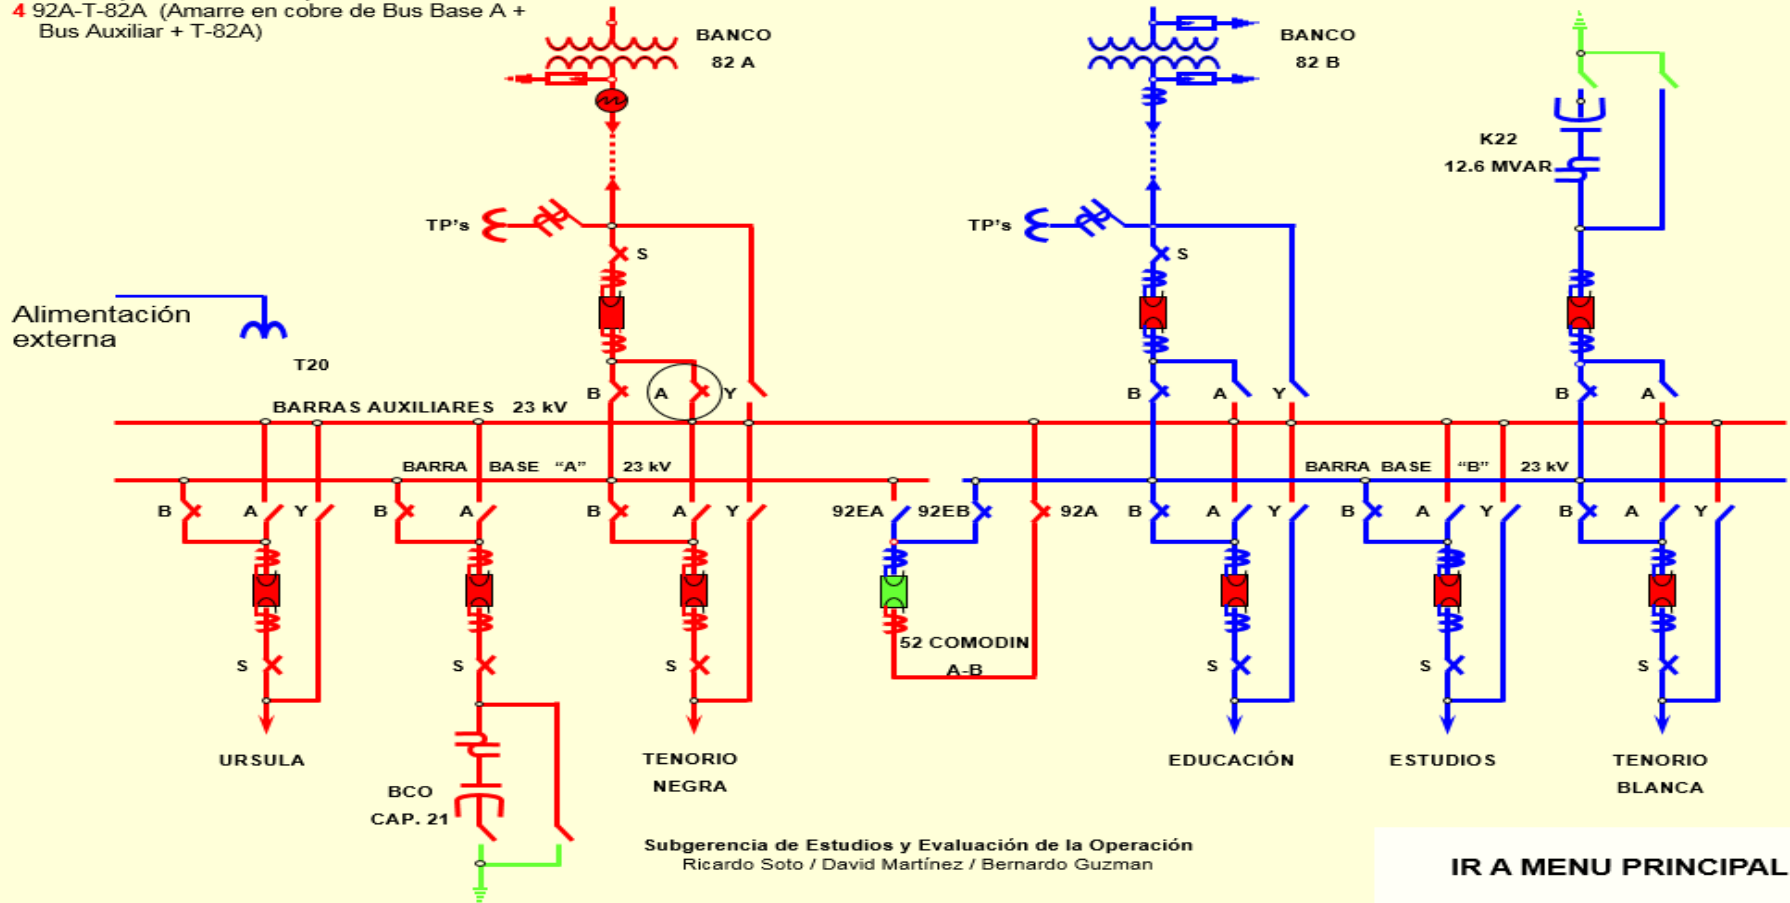 4 92A-T-82A (Amarre en cobre de Bus Base A +
Bus Auxiliar + T-82A)
BANCO
82 A
BANCO
82 B
K22
12.6 MVAR
TP's
S
TP's
S
Alimentación
externa
T20
B
A
Y
B
A
Y
B
A
BARRAS AUXILIARES 23 kV
BARRA BASE “A” 23 kV
BARRA BASE “B” 23 kV
B
A
Y
B
A
B
A
Y
92EA
92EB
92A
B
A
Y
B
A
Y
B
A
Y
52 COMODIN
A-B
S
S
S
S
S
S
URSULA
TENORIO
NEGRA
EDUCACIÓN
ESTUDIOS
TENORIO
BLANCA
BCO
CAP. 21
Subgerencia de Estudios y Evaluación de la Operación
Ricardo Soto / David Martínez / Bernardo Guzman
IR A MENU PRINCIPAL